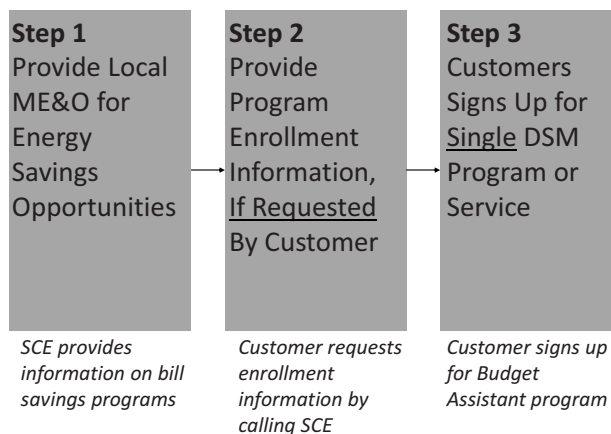 Step 1
Provide Local
ME&O for
Energy
Savings
Opportunities
Step 2
Provide
Program
Enrollment
Information,
If Requested
By Customer
Step 3
Customers
Signs Up for
Single DSM
Program or
Service
SCE provides
information on bill
savings programs
Customer requests
enrollment
information by
calling SCE
Customer signs up
for Budget
Assistant program